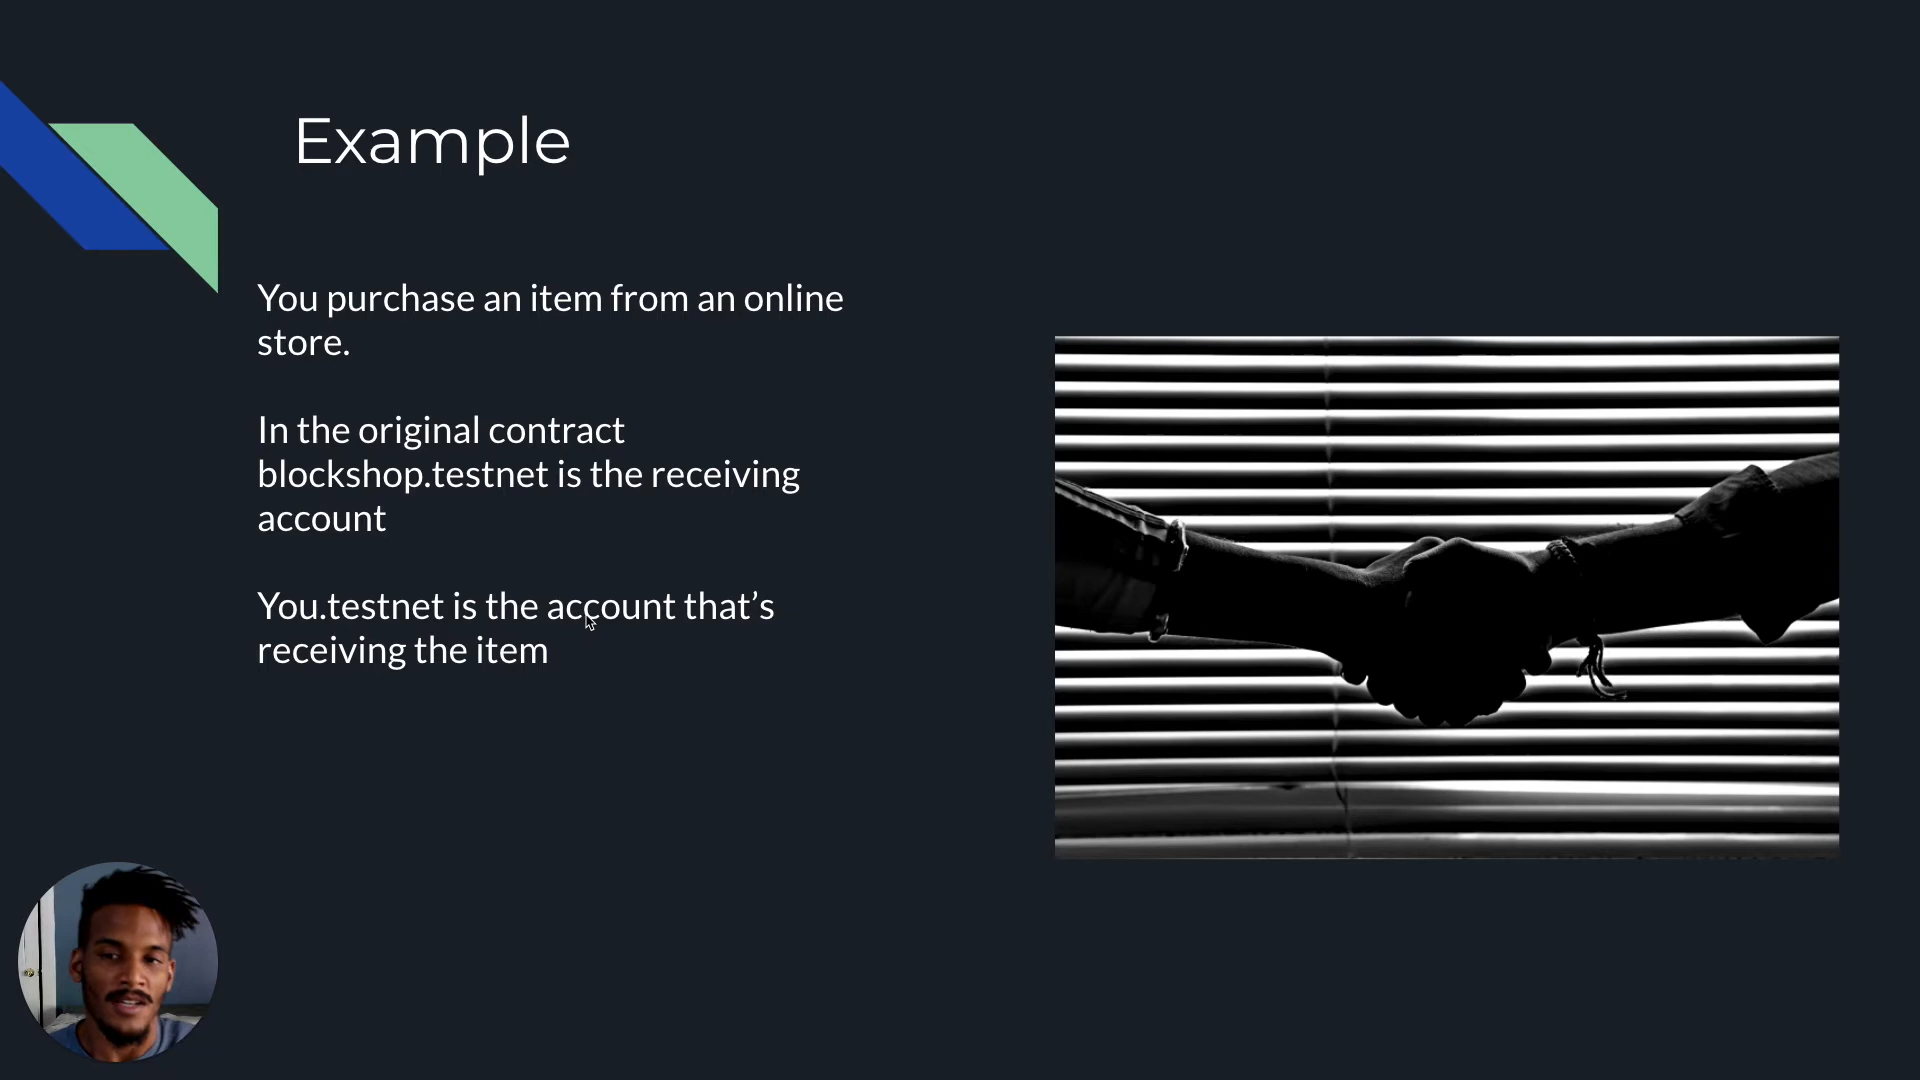 Example
You purchase an item from an online
store.
In the original contract
blockshop.testnet is the receiving
account
You.testnet is the account that’s
receiving the item